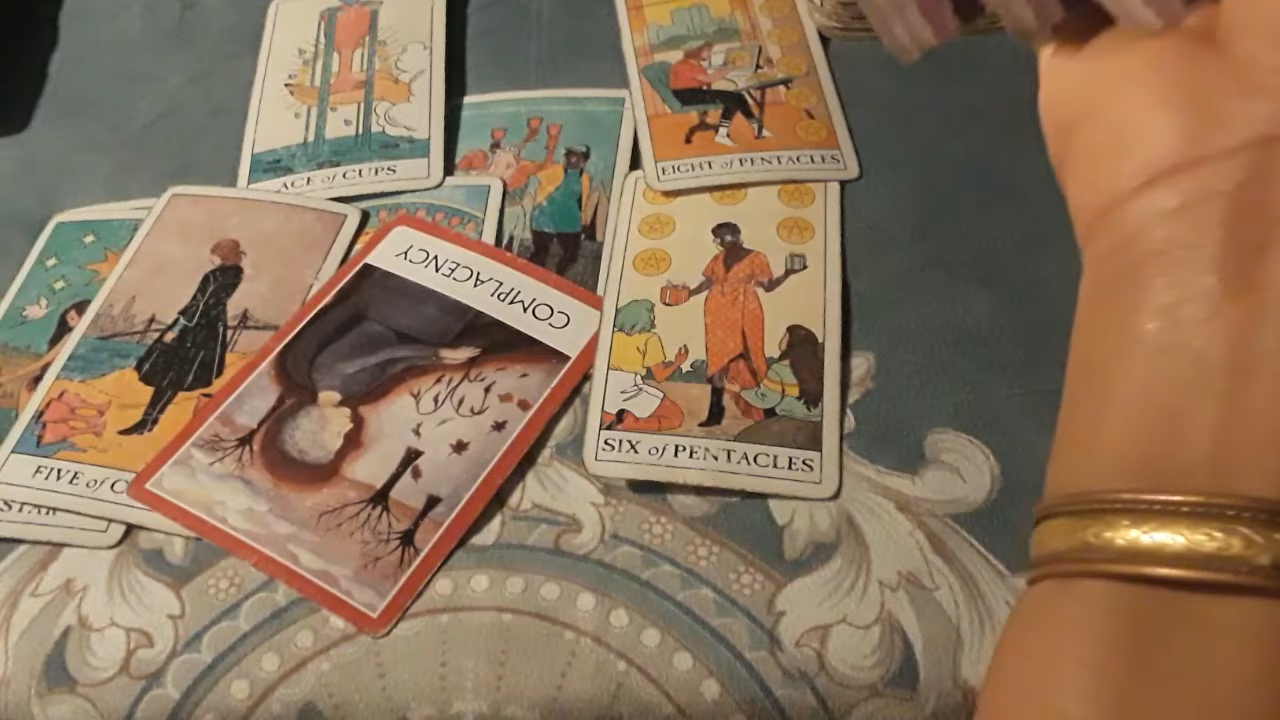 ACE of CUPS
EIGHT of PENTACLES
COMPLACENCY
SIX of PENTACLES
FIVE of C
STAR